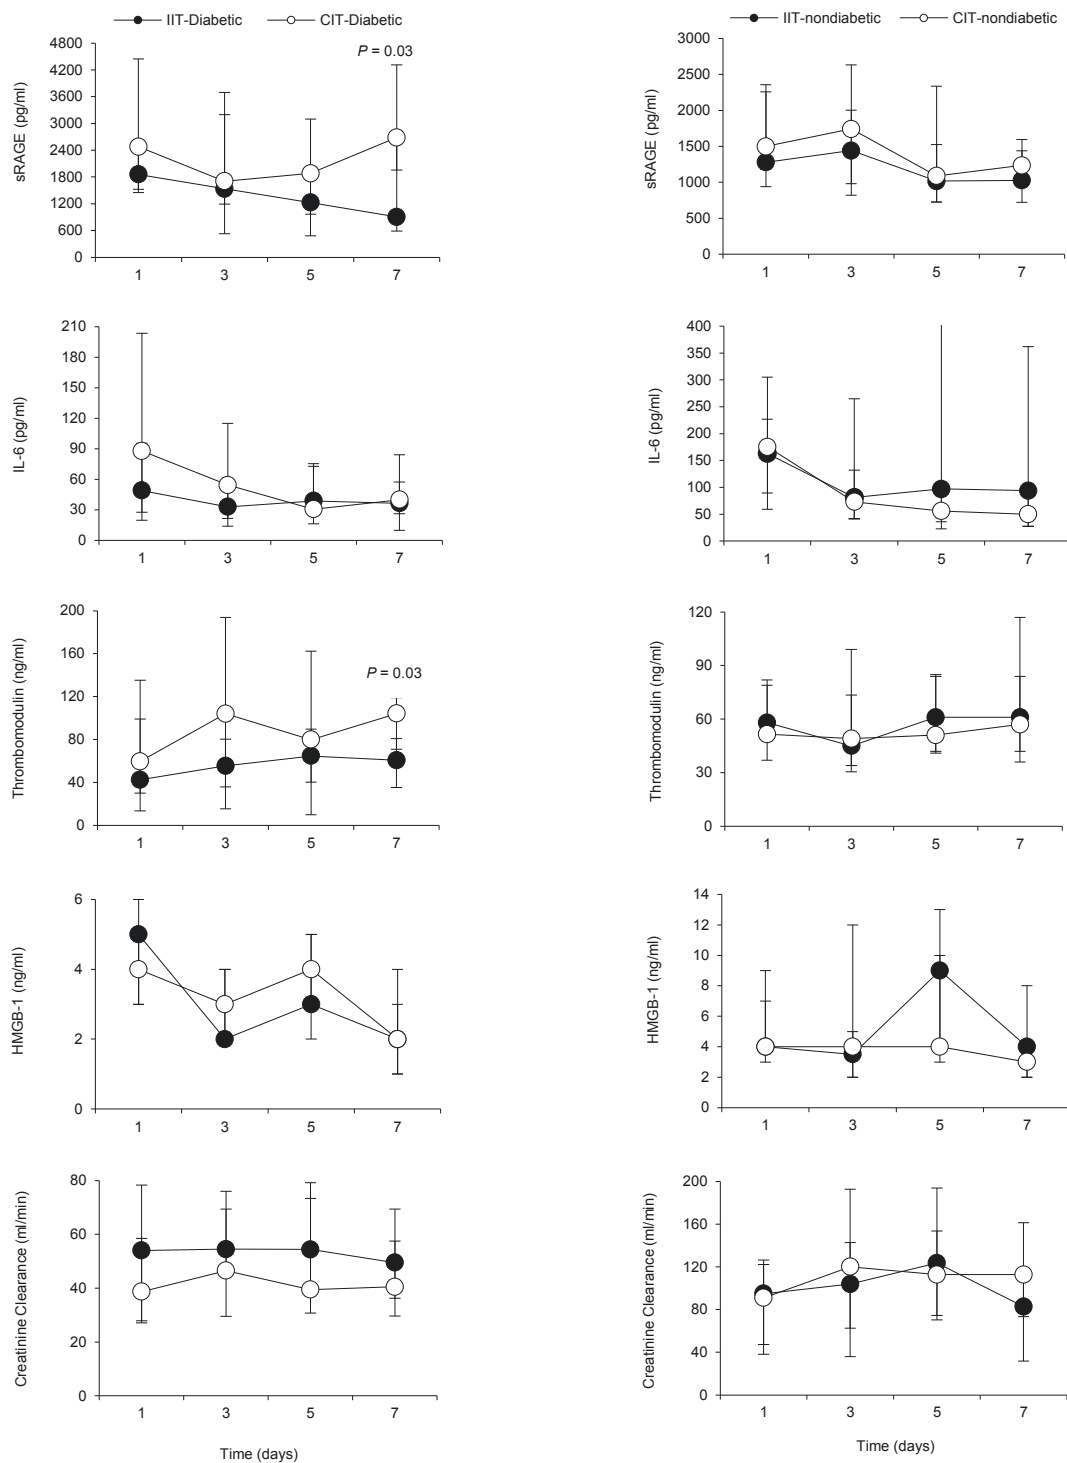 IIT-Diabetic CIT-Diabetic
P = 0.03
sRAGE (pg/ml)
4800
4200
3600
3000
2400
1800
1200
600
0
1 3 5 7
IIT-nondiabetic CIT-nondiabetic
sRAGE (pg/ml)
3000
2500
2000
1500
1000
500
0
1 3 5 7
IL-6 (pg/ml)
210
180
150
120
90
60
30
0
1 3 5 7
IL-6 (pg/ml)
400
350
300
250
200
150
100
50
0
1 3 5 7
Thrombomodulin (ng/ml)
200
160
120
80
40
0
P = 0.03
1 3 5 7
Thrombomodulin (ng/ml)
120
90
60
30
0
1 3 5 7
HMGB-1 (ng/ml)
6
4
2
0
1 3 5 7
HMGB-1 (ng/ml)
14
12
10
8
6
4
2
0
1 3 5 7
Creatinine Clearance (ml/min)
80
60
40
20
0
1 3 5 7
Time (days)
Creatinine Clearance (ml/min)
200
160
120
80
40
0
1 3 5 7
Time (days)